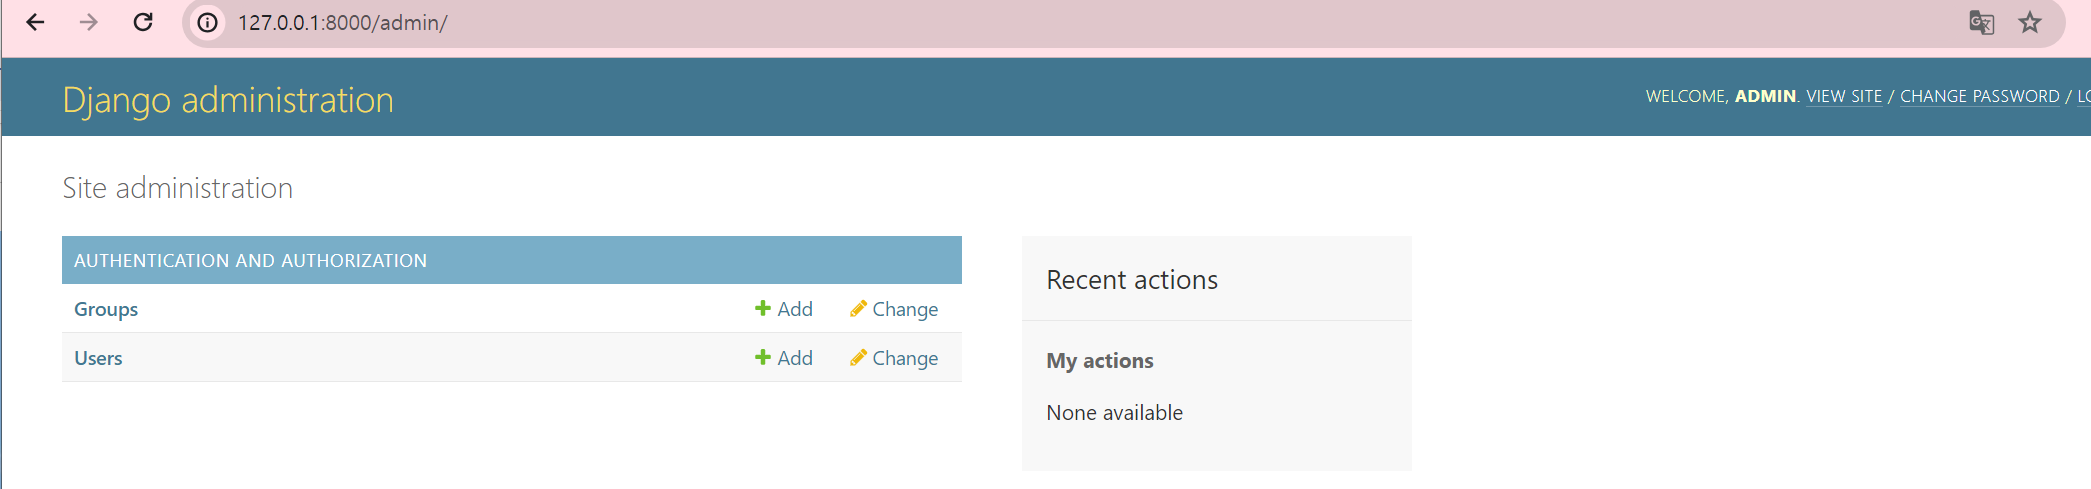 127.0.0.1:8000/admin/
Django administration
WELCOME, ADMIN. VIEW SITE / CHANGE PASSWORD /
Site administration
AUTHENTICATION AND AUTHORIZATION
Groups Add Change
Users Add Change
Recent actions
My actions
None available